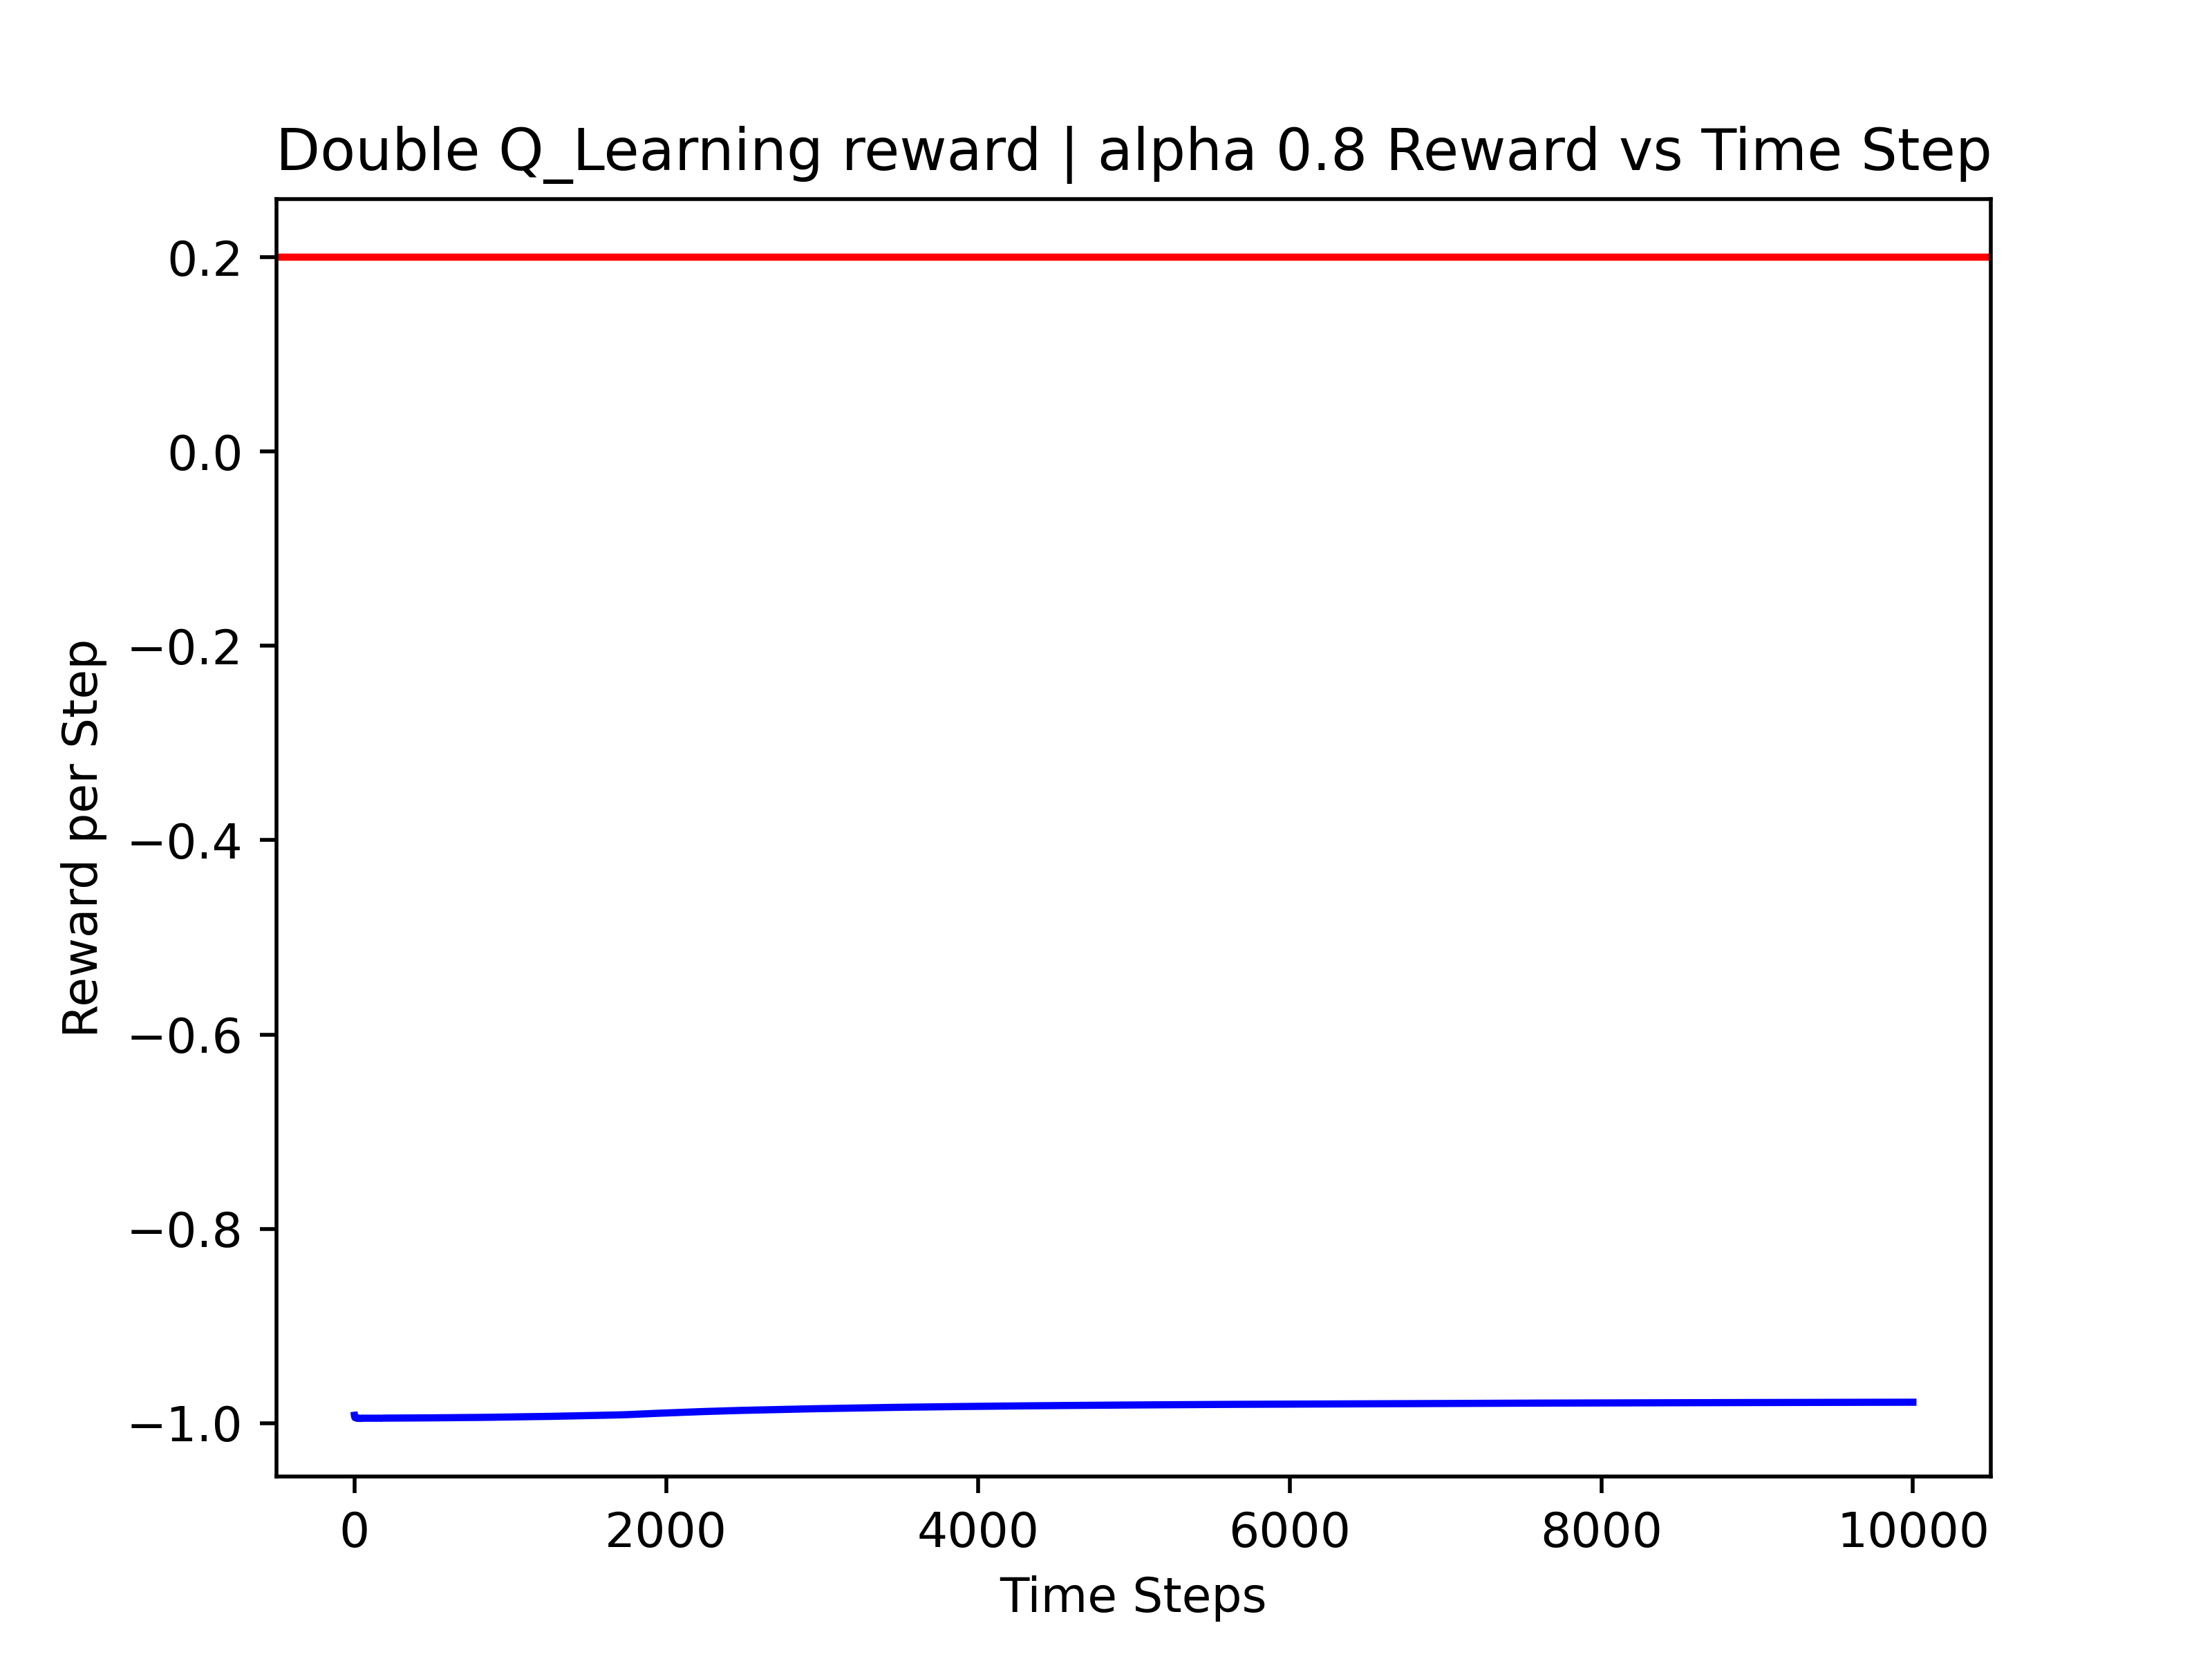 Double Q_Learning reward | alpha 0.8 Reward vs Time Step
0.2
0.0
−0.2
−0.4
−0.6
−0.8
−1.0
Reward per Step
0 2000 4000 6000 8000 10000
Time Steps